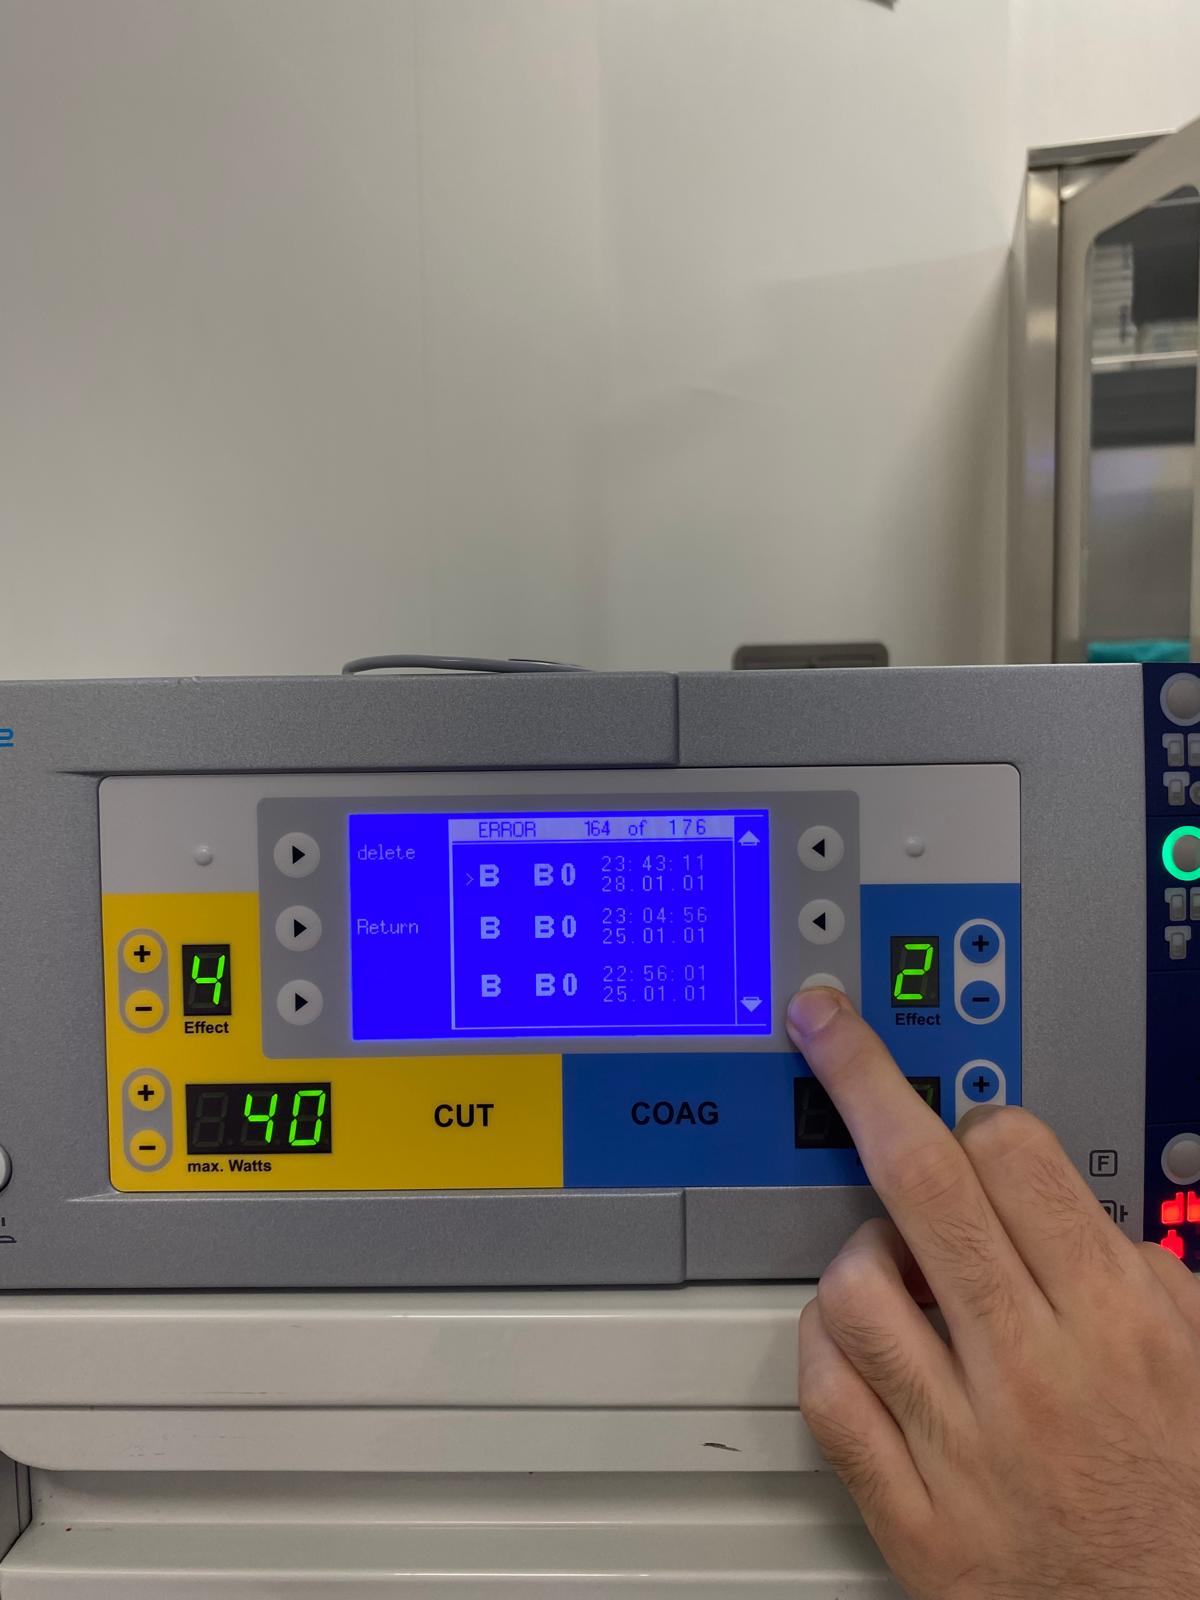 ERROR 164 of 176
delete
> B B0 23:43:11
28.01.01
Return
B B0 23:04:56
25.01.01
B B0 22:56:01
25.01.01
+
-
4
Effect
2
Effect
+
-
+
-
40
max. Watts
CUT
COAG
+
F